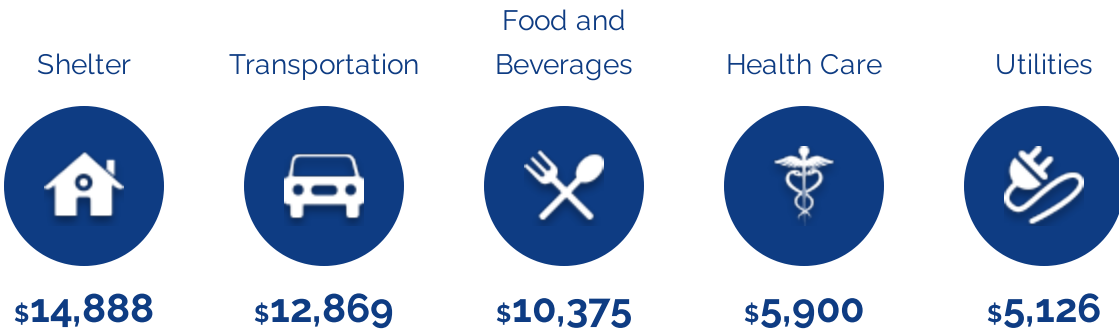 Shelter
$14,888
Transportation
$12,869
Food and
Beverages
$10,375
Health Care
$5,900
Utilities
$5,126